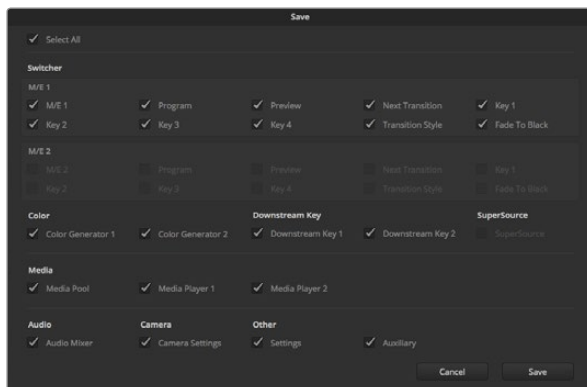 Save
Select All
Switcher
M/E 1
M/E 1 Program Preview Next Transition Key 1
Key 2 Key 3 Key 4 Transition Style Fade To Black
M/E 2
M/E 2 Program Preview Next Transition Key 1
Key 2 Key 3 Key 4 Transition Style Fade To Black
Color Downstream Key SuperSource
Color Generator 1 Color Generator 2 Downstream Key 1 Downstream Key 2 SuperSource
Media
Media Pool Media Player 1 Media Player 2
Audio Camera Other
Audio Mixer Camera Settings Settings Auxiliary
Cancel Save